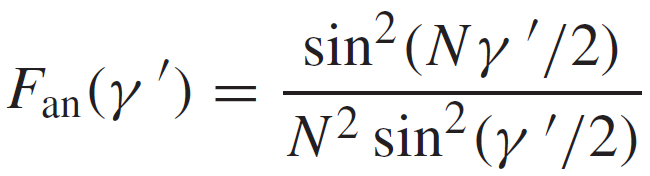 F_an(γ′) = sin²(Nγ′/2) / N² sin²(γ′/2)